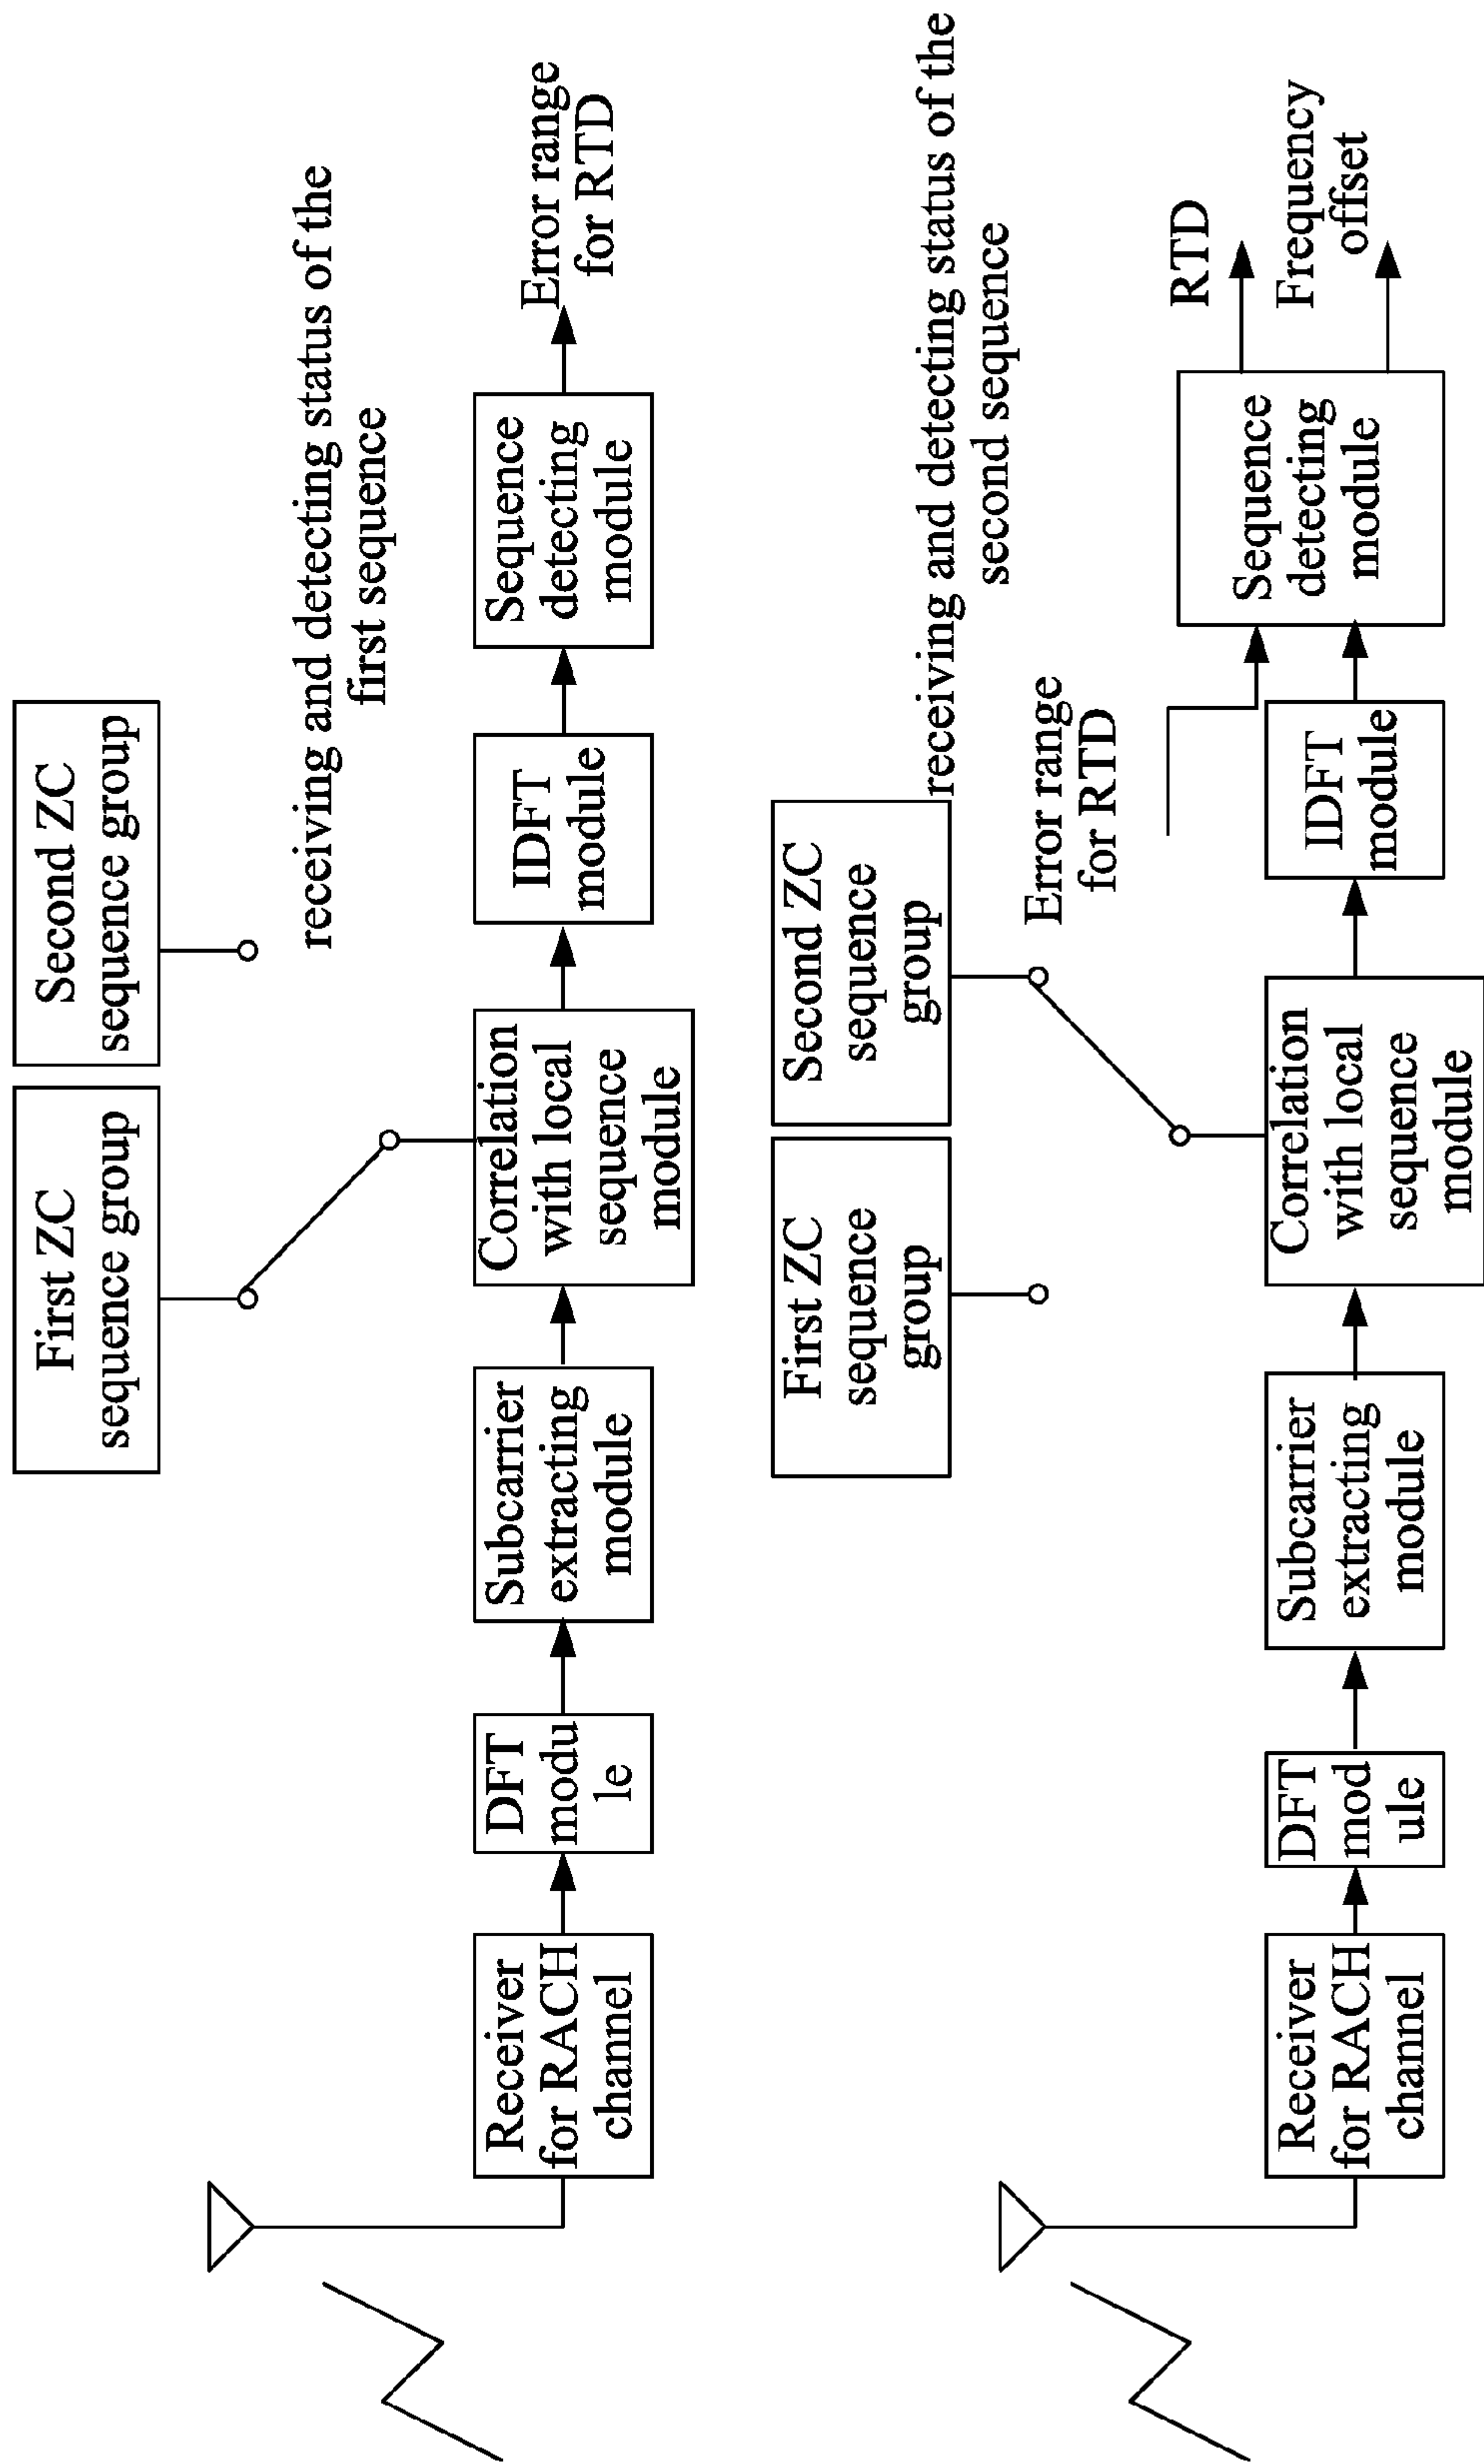 First ZC
sequence group
Second ZC
sequence group
receiving and detecting status of the
first sequence
Receiver
for RACH
channel
DFT
modu
le
Subcarrier
extracting
module
Correlation
with local
sequence
module
IDFT
module
Sequence
detecting
module
Error range
for RTD
First ZC
sequence
group
Second ZC
sequence
group
receiving and detecting status of the
second sequence
Error range
for RTD
Receiver
for RACH
channel
DFT
mod
ule
Subcarrier
extracting
module
Correlation
with local
sequence
module
IDFT
module
Sequence
detecting
module
RTD
Frequency
offset